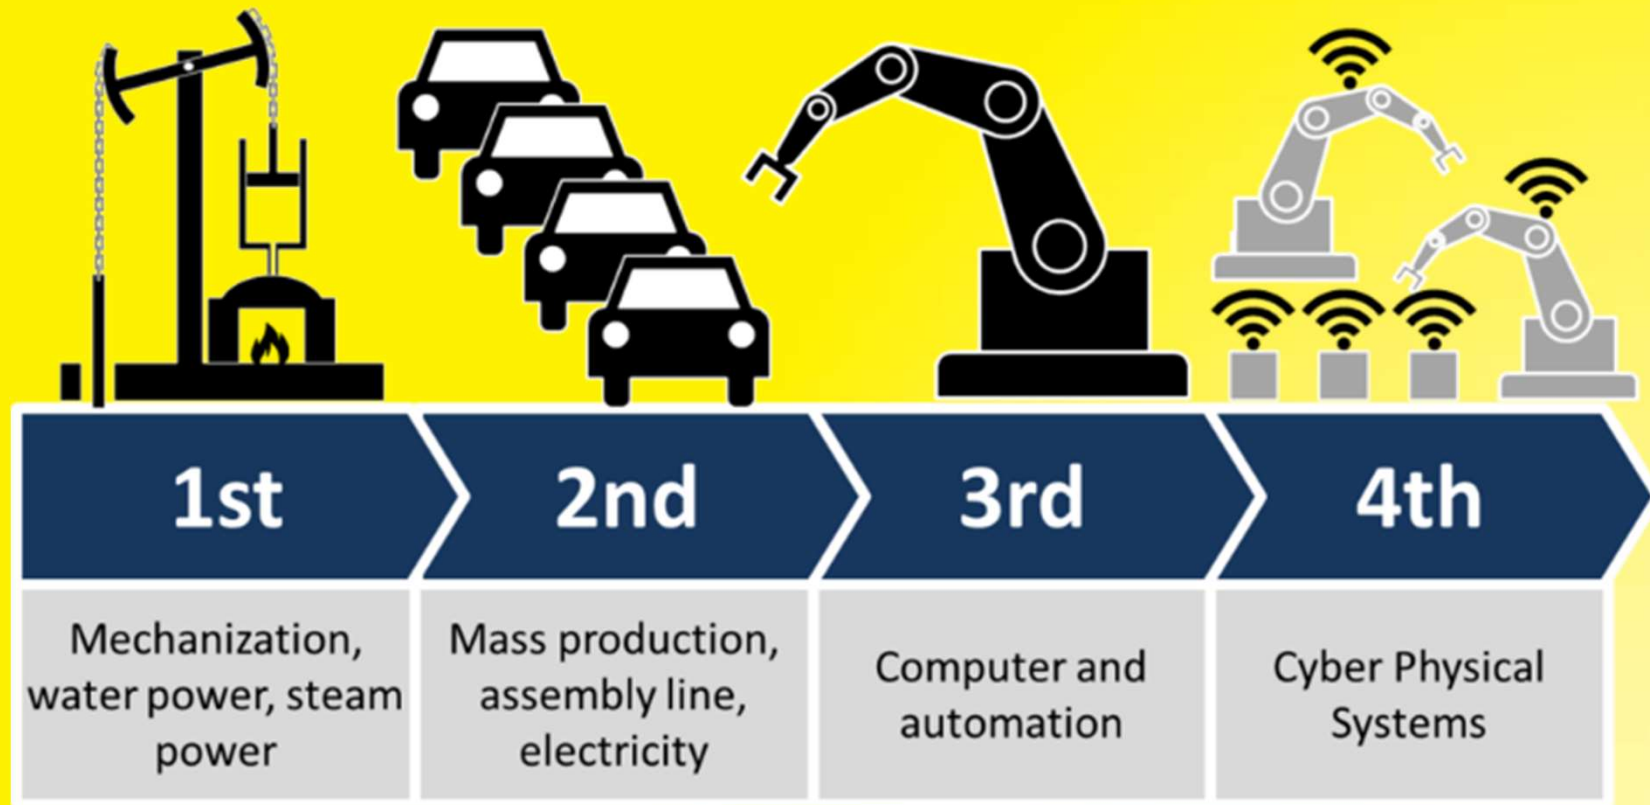 1st
2nd
3rd
4th
Mechanization,
water power, steam
power
Mass production,
assembly line,
electricity
Computer and
automation
Cyber Physical
Systems